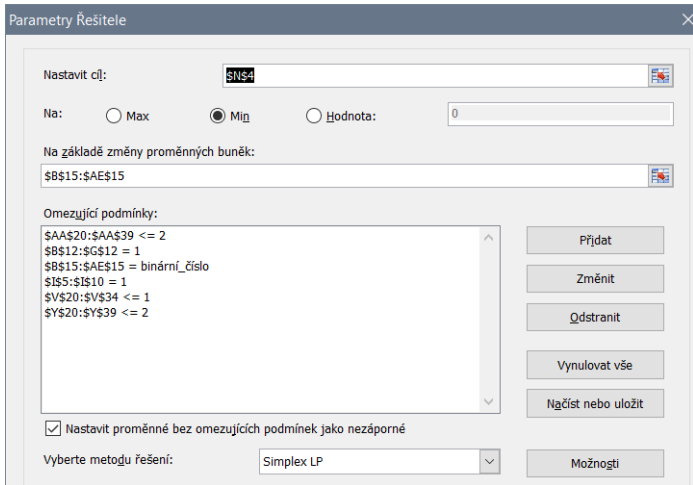 Parametry Řešitele
Nastavit cíl:
$N$4
Na:
Max
Min
Hodnota:
0
Na základě změny proměnných buněk:
$B$15:$AE$15
Omezující podmínky:
$AA$20:$AA$39 <= 2
$B$12:$G$12 = 1
$B$15:$AE$15 = binární_číslo
$I$5:$I$10 = 1
$V$20:$V$34 <= 1
$Y$20:$Y$39 <= 2
Přidat
Změnit
Odstranit
Vynulovat vše
Načíst nebo uložit
Nastavit proměnné bez omezujících podmínek jako nezáporné
Vyberte metodu řešení:
Simplex LP
Možnosti